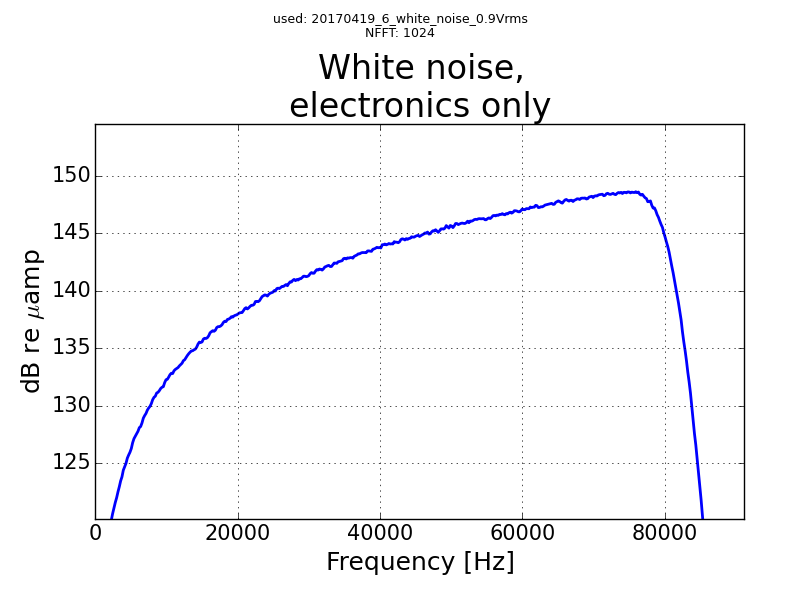 used: 20170419_6_white_noise_0.9Vrms
NFFT: 1024
White noise,
electronics only
150
145
140
135
130
125
dB re μamp
0 20000 40000 60000 80000
Frequency [Hz]